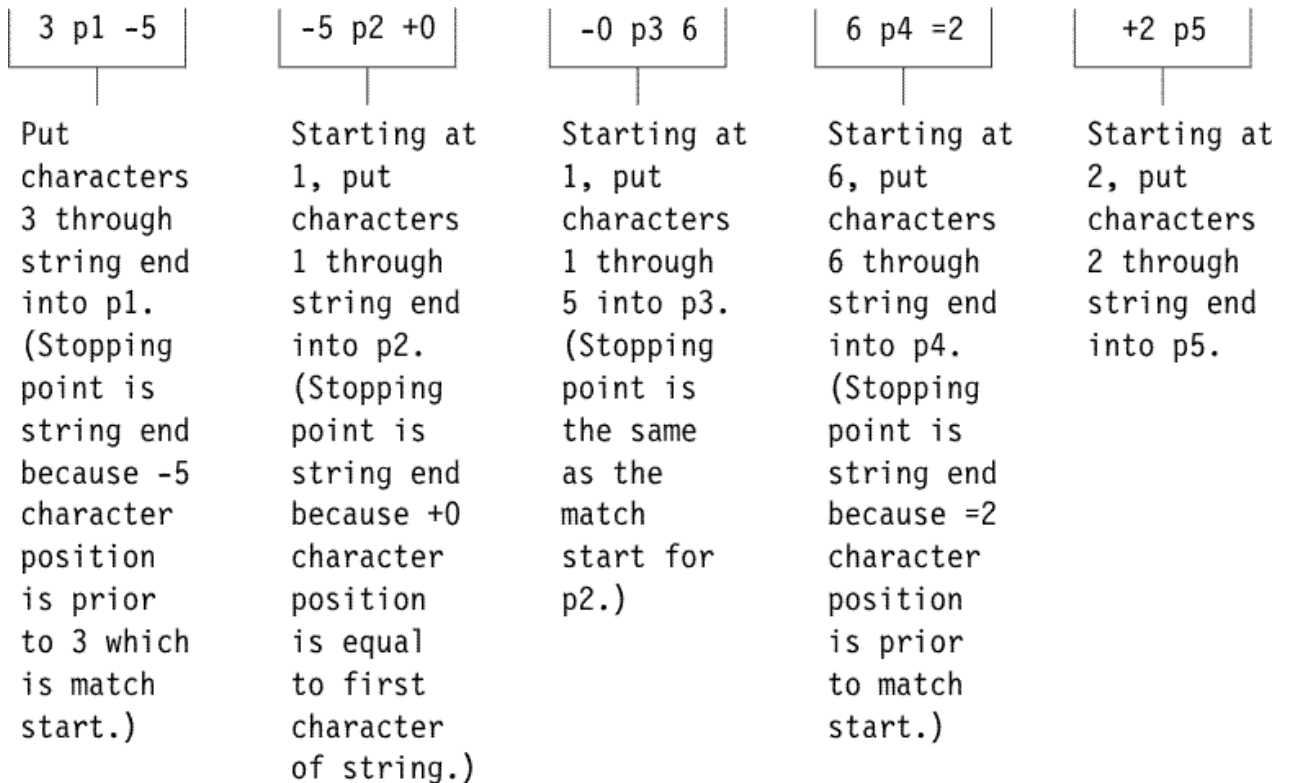 3 p1 -5
-5 p2 +0
-0 p3 6
6 p4 =2
+2 p5
Put
characters
3 through
string end
into p1.
(Stopping
point is
string end
because -5
character
position
is prior
to 3 which
is match
start.)
Starting at
1, put
characters
1 through
string end
into p2.
(Stopping
point is
string end
because +0
character
position
is equal
to first
character
of string.)
Starting at
1, put
characters
1 through
5 into p3.
(Stopping
point is
the same
as the
match
start for
p2.)
Starting at
6, put
characters
6 through
string end
into p4.
(Stopping
point is
string end
because =2
character
position
is prior
to match
start.)
Starting at
2, put
characters
2 through
string end
into p5.